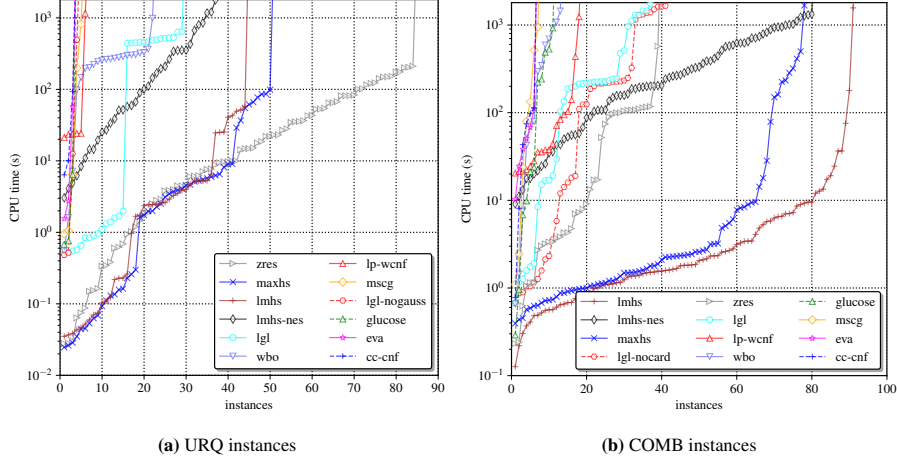 10³
10²
10¹
10⁰
10⁻¹
10⁻²
CPU time (s)
0 10 20 30 40 50 60 70 80 90
instances
zres
maxhs
lmhs
lmhs-nes
lgl
wbo
lp-wcnf
mscg
lgl-nogauss
glucose
eva
cc-cnf
(a) URQ instances
10³
10²
10¹
10⁰
10⁻¹
CPU time (s)
0 20 40 60 80 100
instances
lmhs
lmhs-nes
maxhs
lgl-nocard
zres
lgl
lp-wcnf
wbo
glucose
mscg
eva
cc-cnf
(b) COMB instances